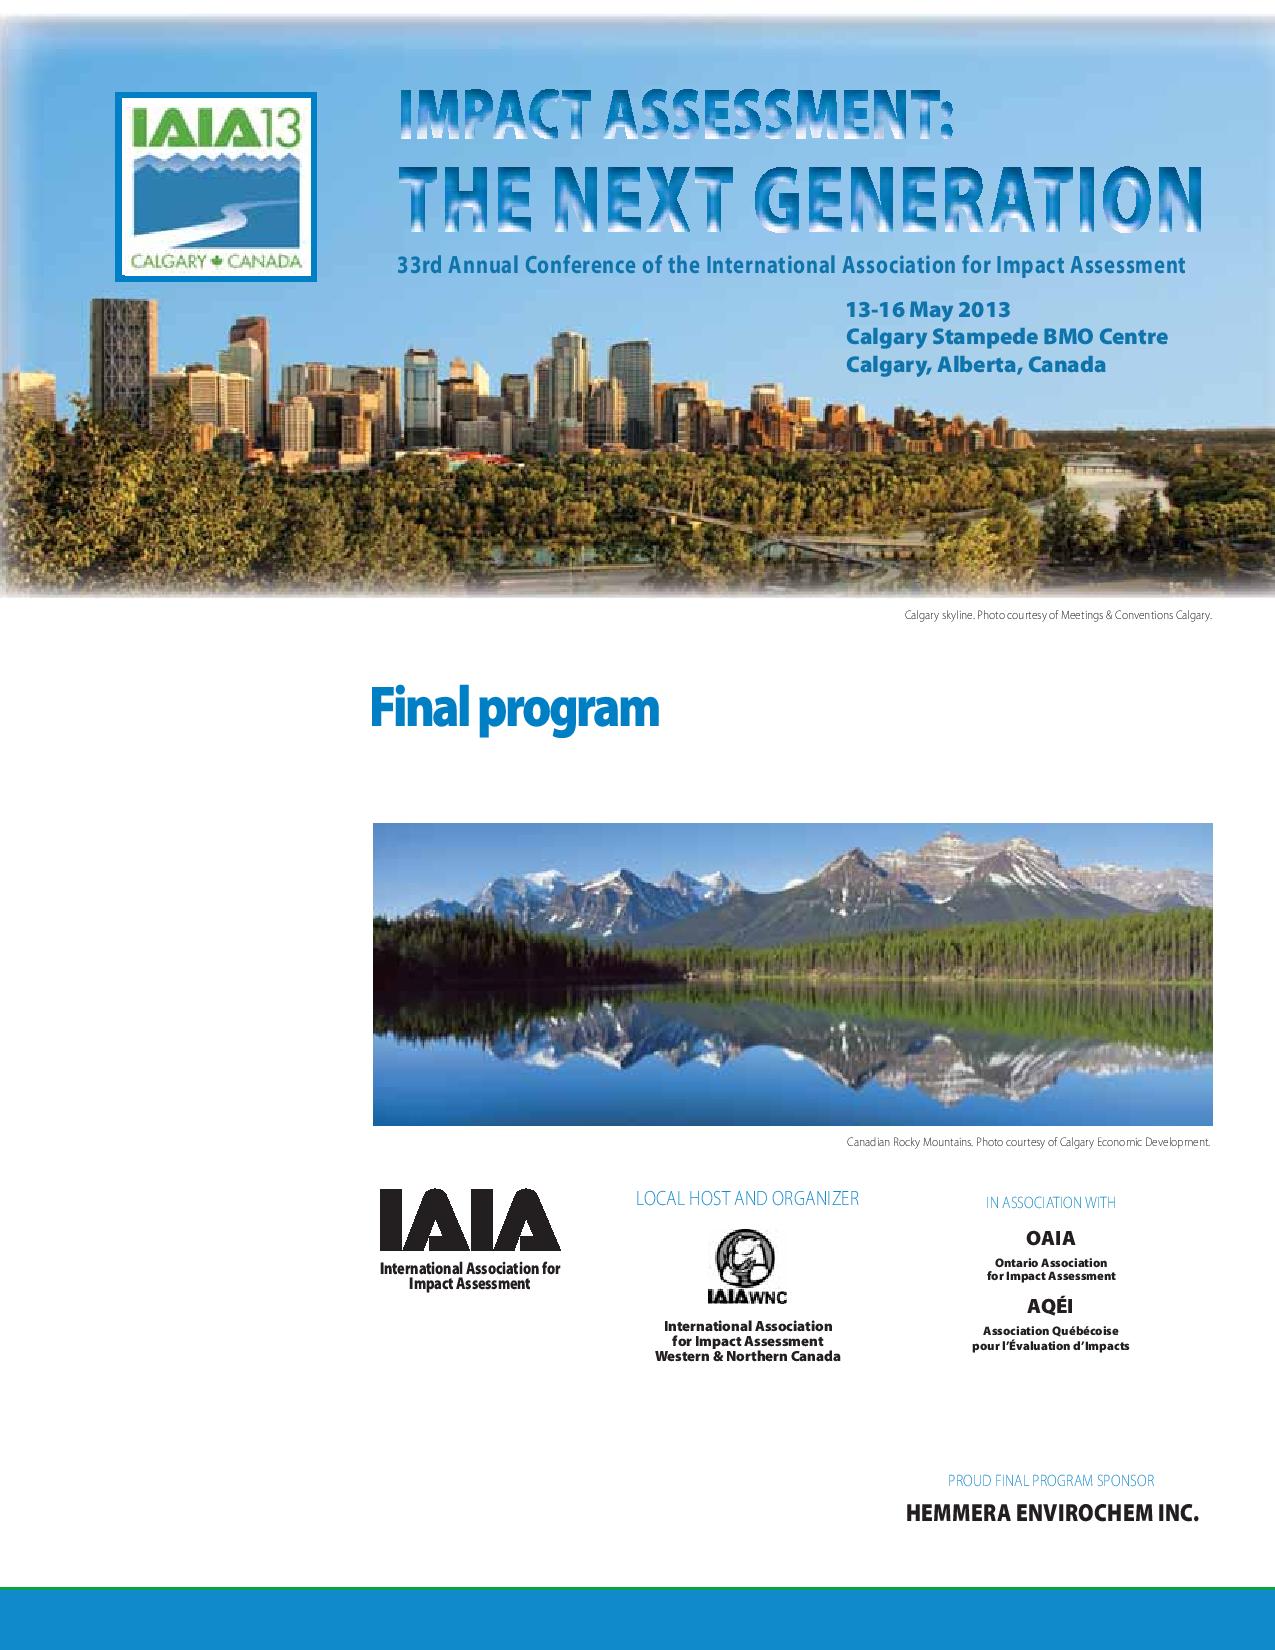 IAIA13
CALGARY CANADA
IMPACT ASSESSMENT:
THE NEXT GENERATION
33rd Annual Conference of the International Association for Impact Assessment
13-16 May 2013
Calgary Stampede BMO Centre
Calgary, Alberta, Canada
Calgary skyline. Photo courtesy of Meetings & Conventions Calgary.
Final program
Canadian Rocky Mountains. Photo courtesy of Calgary Economic Development.
IAIA
International Association for
Impact Assessment
LOCAL HOST AND ORGANIZER
IAIAWNC
International Association
for Impact Assessment
Western & Northern Canada
IN ASSOCIATION WITH
OAIA
Ontario Association
for Impact Assessment
AQÉI
Association Québécoise
pour l'Évaluation d'Impacts
PROUD FINAL PROGRAM SPONSOR
HEMMERA ENVIROCHEM INC.